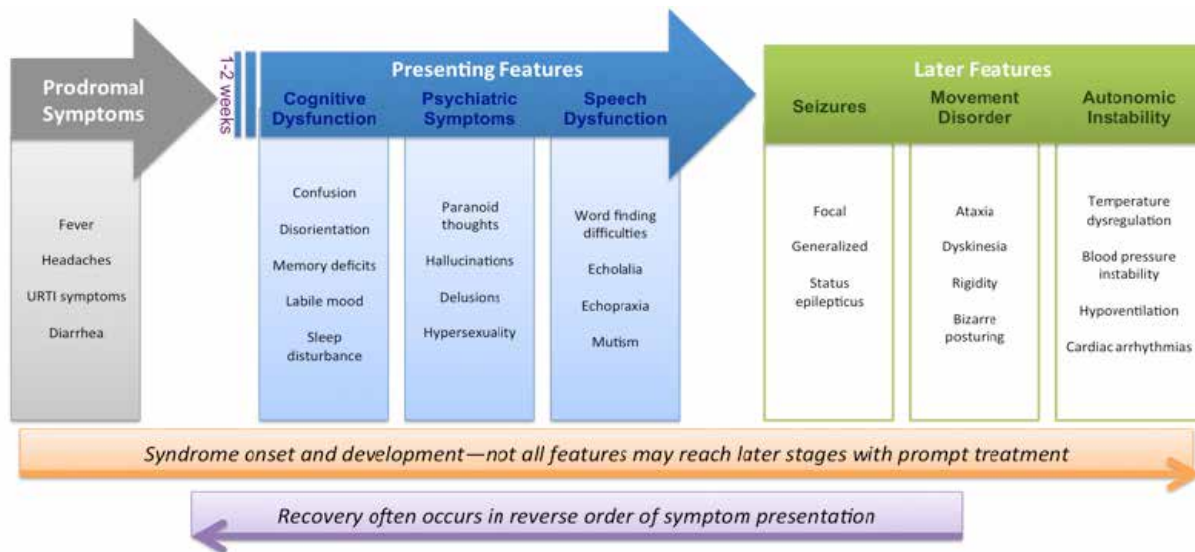 Prodromal
Symptoms
Fever
Headaches
URTI symptoms
Diarrhea
1-2 weeks
Presenting Features
Cognitive
Dysfunction
Confusion
Disorientation
Memory deficits
Labile mood
Sleep
disturbance
Psychiatric
Symptoms
Paranoid
thoughts
Hallucinations
Delusions
Hypersexuality
Speech
Dysfunction
Word finding
difficulties
Echolalia
Echopraxia
Mutism
Later Features
Seizures
Focal
Generalized
Status
epilepticus
Movement
Disorder
Ataxia
Dyskinesia
Rigidity
Bizarre
posturing
Autonomic
Instability
Temperature
dysregulation
Blood pressure
instability
Hypoventilation
Cardiac arrhythmias
Syndrome onset and development—not all features may reach later stages with prompt treatment
Recovery often occurs in reverse order of symptom presentation